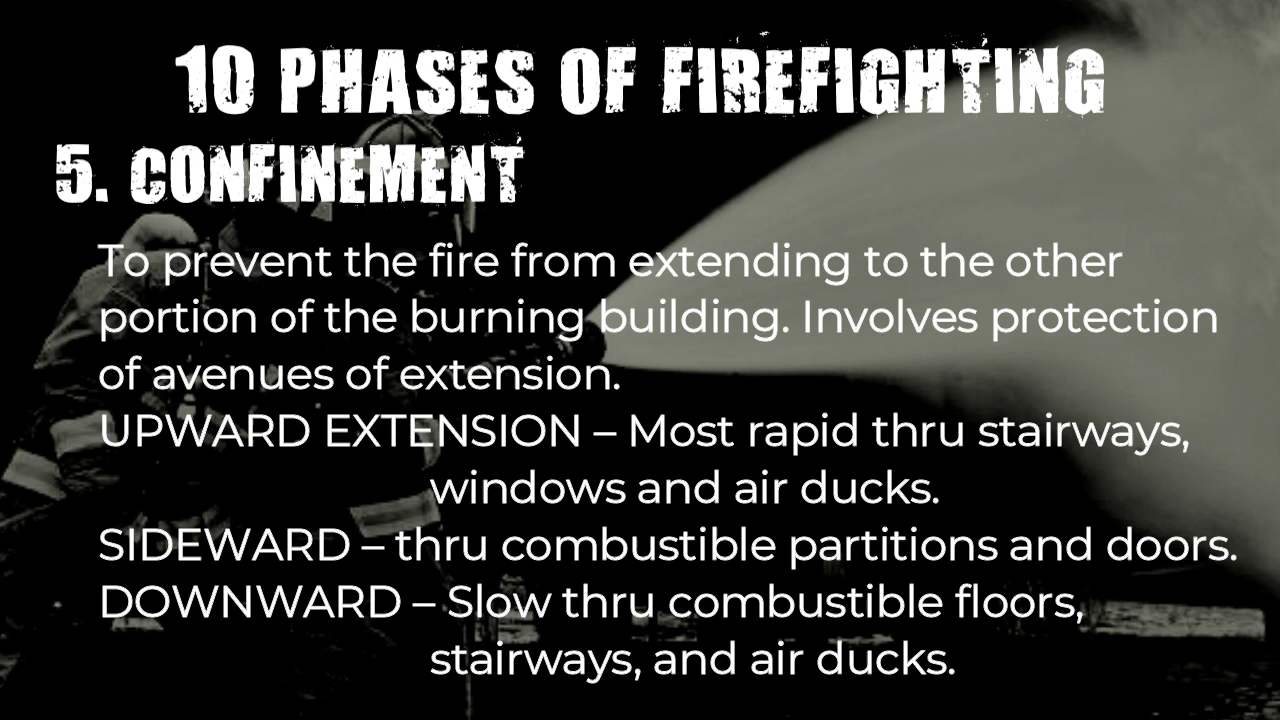 10 PHASES OF FIREFIGHTING
5. CONFINEMENT
To prevent the fire from extending to the other
portion of the burning building. Involves protection
of avenues of extension.
UPWARD EXTENSION – Most rapid thru stairways,
windows and air ducks.
SIDEWARD – thru combustible partitions and doors.
DOWNWARD – Slow thru combustible floors,
stairways, and air ducks.